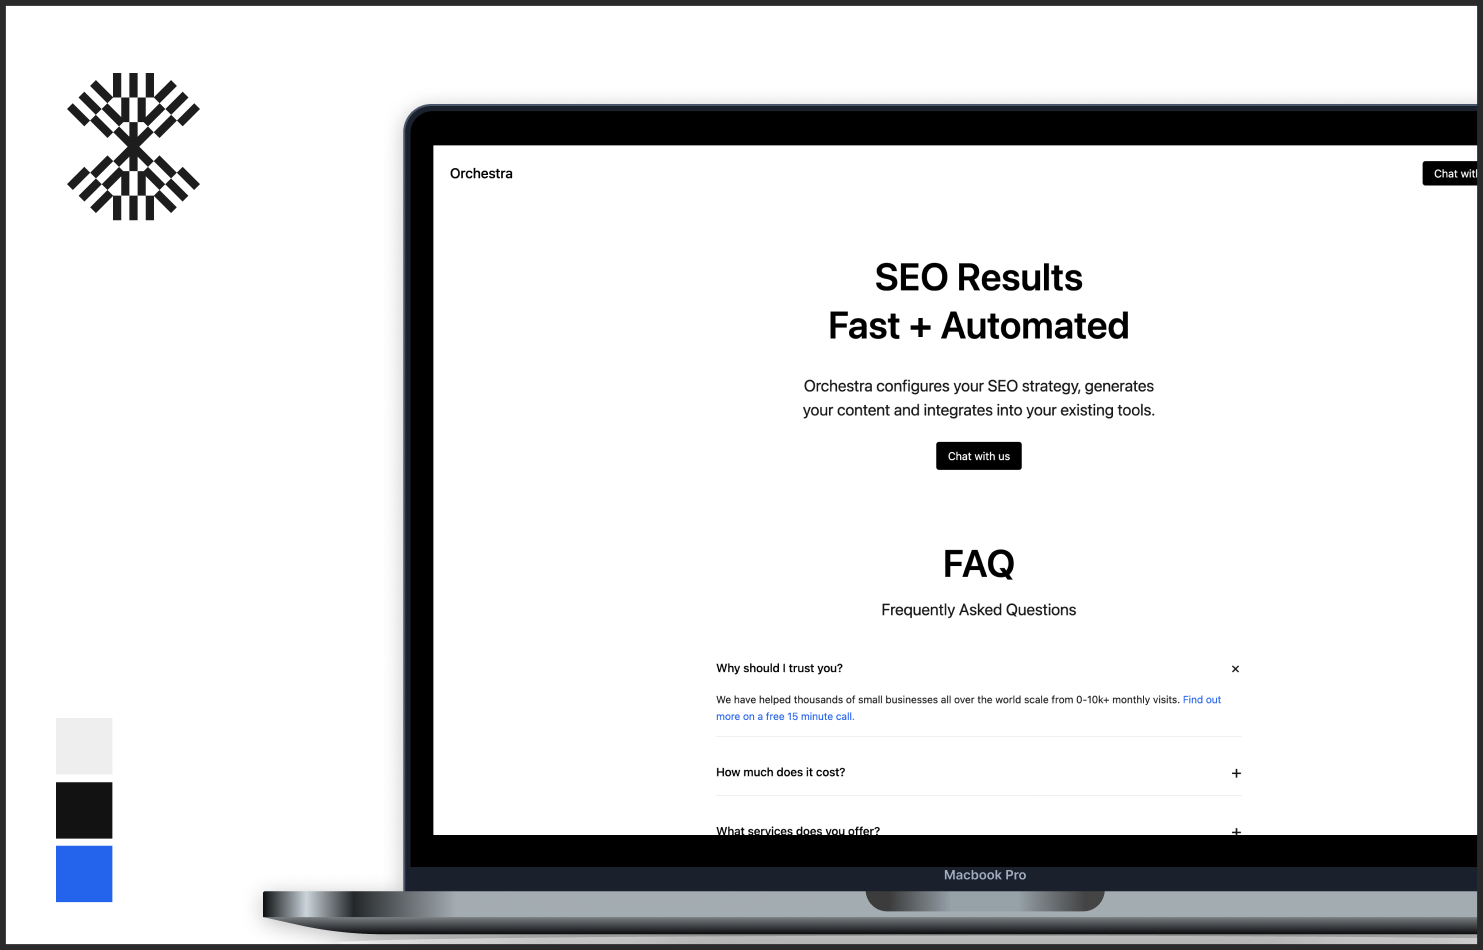 Orchestra
Chat with
SEO Results
Fast + Automated
Orchestra configures your SEO strategy, generates
your content and integrates into your existing tools.
Chat with us
FAQ
Frequently Asked Questions
Why should I trust you?
We have helped thousands of small businesses all over the world scale from 0-10k+ monthly visits. Find out
more on a free 15 minute call.
How much does it cost?
What services does you offer?
Macbook Pro